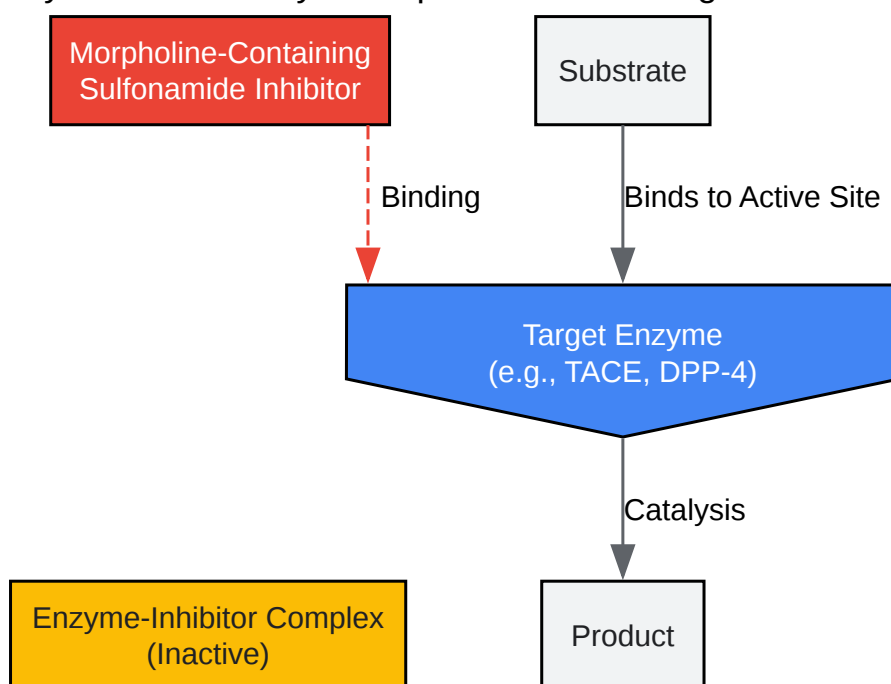 Morpholine-Containing
Sulfonamide Inhibitor
Substrate
Binding
Binds to Active Site
Target Enzyme
(e.g., TACE, DPP-4)
Catalysis
Enzyme-Inhibitor Complex
(Inactive)
Product